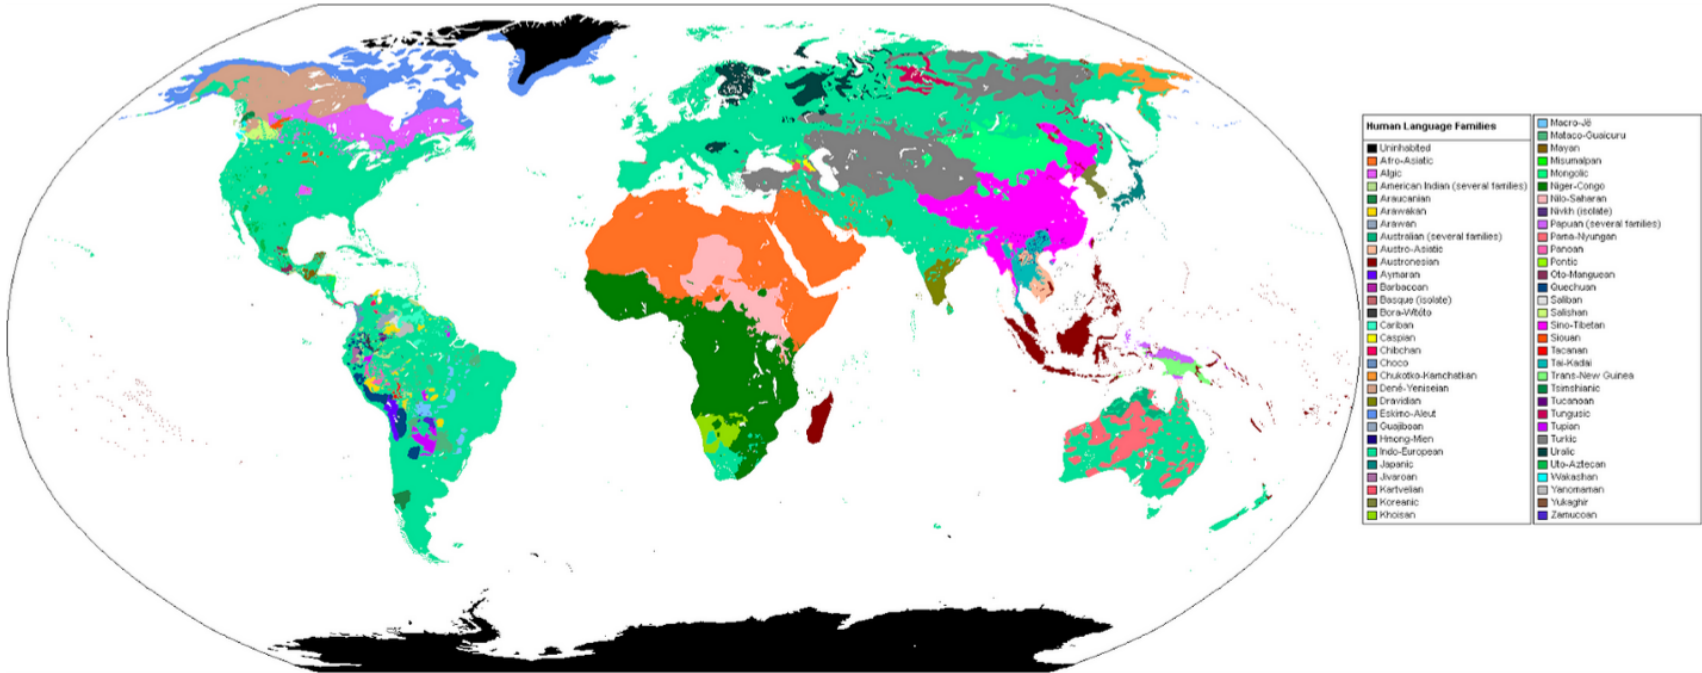 Human Language Families
Uninhabited
Afro-Asiatic
Algic
American Indian (several families)
Araucanian
Arawakan
Arawan
Australian (several families)
Austro-Asiatic
Austronesian
Aymaran
Barbacoan
Basque (isolate)
Bora-Witóto
Cariban
Caspian
Chibchan
Choco
Chukotko-Kamchatkan
Dené-Yeniseian
Dravidian
Eskimo-Aleut
Guajiboan
Hmong-Mien
Indo-European
Japanic
Jivaroan
Kartvelian
Koreanic
Khoisan
Macro-Jê
Mataco-Guaicuru
Mayan
Misumalpan
Mongolic
Niger-Congo
Nilo-Saharan
Nivkh (isolate)
Papuan (several families)
Pama-Nyungan
Panoan
Pontic
Oto-Manguean
Quechuan
Saliban
Salishan
Sino-Tibetan
Siouan
Tacanan
Tai-Kadai
Trans-New Guinea
Tsimshianic
Tucanoan
Tungusic
Tupian
Turkic
Uralic
Uto-Aztecan
Wakashan
Yanomaman
Yukaghir
Zamucoan